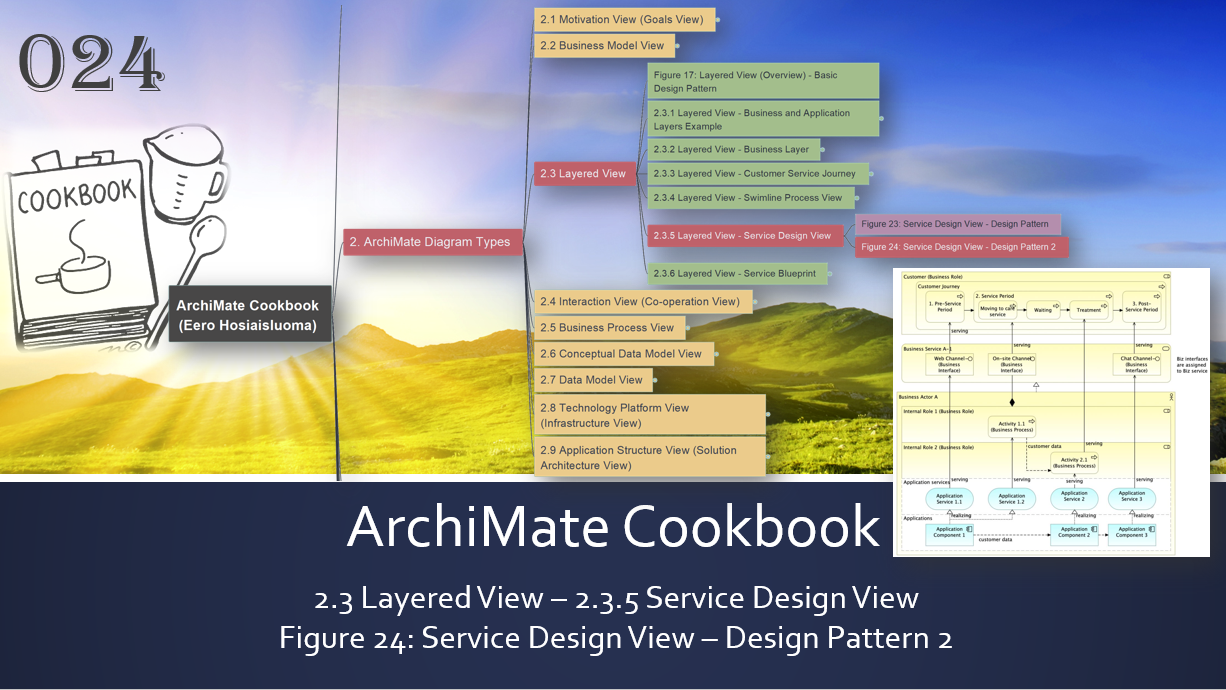 024
COOKBOOK
ArchiMate Cookbook
(Eero Hosiaisluoma)
2. ArchiMate Diagram Types
2.1 Motivation View (Goals View)
2.2 Business Model View
2.3 Layered View
Figure 17: Layered View (Overview) - Basic
Design Pattern
2.3.1 Layered View - Business and Application
Layers Example
2.3.2 Layered View - Business Layer
2.3.3 Layered View - Customer Service Journey
2.3.4 Layered View - Swimline Process View
2.3.5 Layered View - Service Design View
Figure 23: Service Design View - Design Pattern
Figure 24: Service Design View - Design Pattern 2
2.3.6 Layered View - Service Blueprint
2.4 Interaction View (Co-operation View)
2.5 Business Process View
2.6 Conceptual Data Model View
2.7 Data Model View
2.8 Technology Platform View
(Infrastructure View)
2.9 Application Structure View (Solution
Architecture View)
Customer (Business Role)
Customer Journey
1. Pre-Service
Period
2. Service Period
Moving to care
service
Waiting
Treatment
3. Post-
Service Period
serving
serving
serving
Business Service A-1
Web Channel
(Business
Interface)
On-site Channel
(Business
Interface)
Chat Channel
(Business
Interface)
Biz interfaces
are assigned
to Biz service
Business Actor A
Internal Role 1 (Business Role)
Activity 1.1
(Business Process)
Internal Role 2 (Business Role)
customer data
serving
Activity 2.1
(Business Process)
Application services
serving
serving
serving
serving
Application
Service 1.1
Application
Service 1.2
Application
Service 2
Application
Service 3
Applications
realizing
realizing
realizing
Application
Component 1
customer data
Application
Component 2
Application
Component 3
ArchiMate Cookbook
2.3 Layered View – 2.3.5 Service Design View
Figure 24: Service Design View – Design Pattern 2